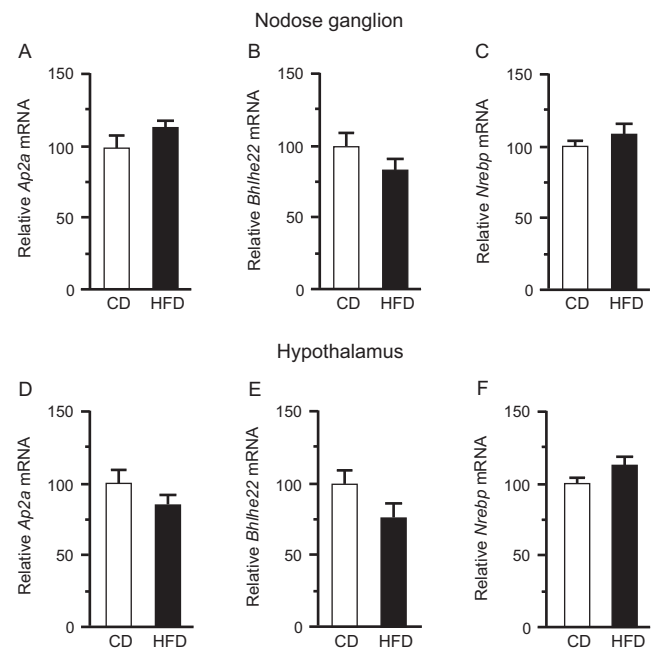 Nodose ganglion
A
B
C
Relative Ap2a mRNA
150
100
50
0
CD HFD
Relative Bhlhe22 mRNA
150
100
50
0
CD HFD
Relative Nrebp mRNA
150
100
50
0
CD HFD
Hypothalamus
D
E
F
Relative Ap2a mRNA
150
100
50
0
CD HFD
Relative Bhlhe22 mRNA
150
100
50
0
CD HFD
Relative Nrebp mRNA
150
100
50
0
CD HFD